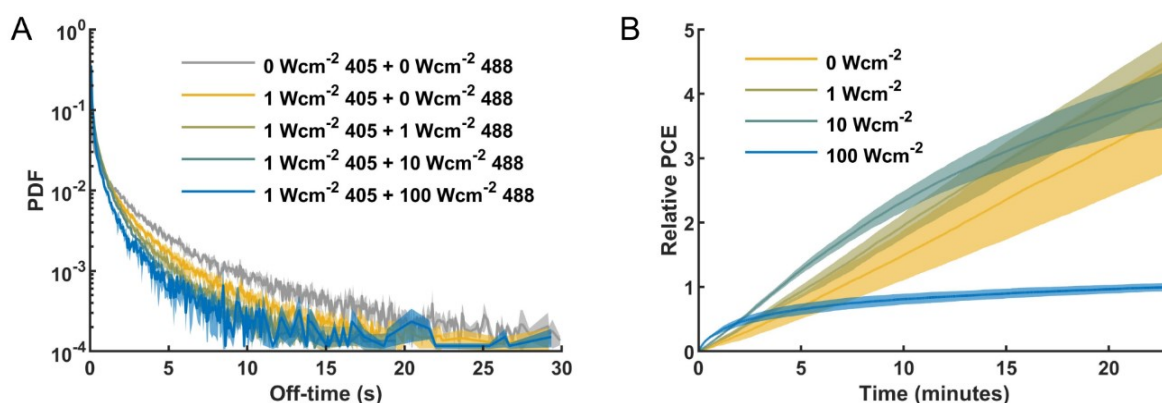 A
PDF
10⁰
10⁻¹
10⁻²
10⁻³
10⁻⁴
0 Wcm⁻² 405 + 0 Wcm⁻² 488
1 Wcm⁻² 405 + 0 Wcm⁻² 488
1 Wcm⁻² 405 + 1 Wcm⁻² 488
1 Wcm⁻² 405 + 10 Wcm⁻² 488
1 Wcm⁻² 405 + 100 Wcm⁻² 488
0 5 10 15 20 25 30
Off-time (s)
B
Relative PCE
5
4
3
2
1
0
0 Wcm⁻²
1 Wcm⁻²
10 Wcm⁻²
100 Wcm⁻²
0 5 10 15 20
Time (minutes)